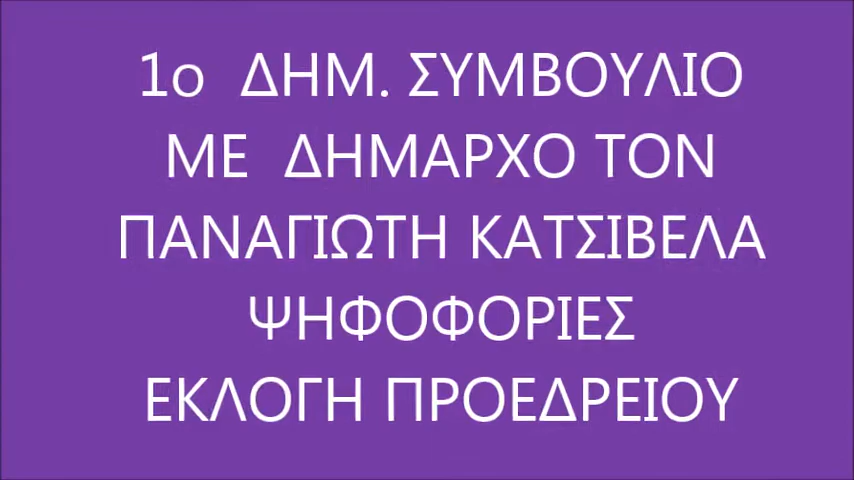 1ο ΔΗΜ. ΣΥΜΒΟΥΛΙΟ
ΜΕ ΔΗΜΑΡΧΟ ΤΟΝ
ΠΑΝΑΓΙΩΤΗ ΚΑΤΣΙΒΕΛΑ
ΨΗΦΟΦΟΡΙΕΣ
ΕΚΛΟΓΗ ΠΡΟΕΔΡΕΙΟΥ